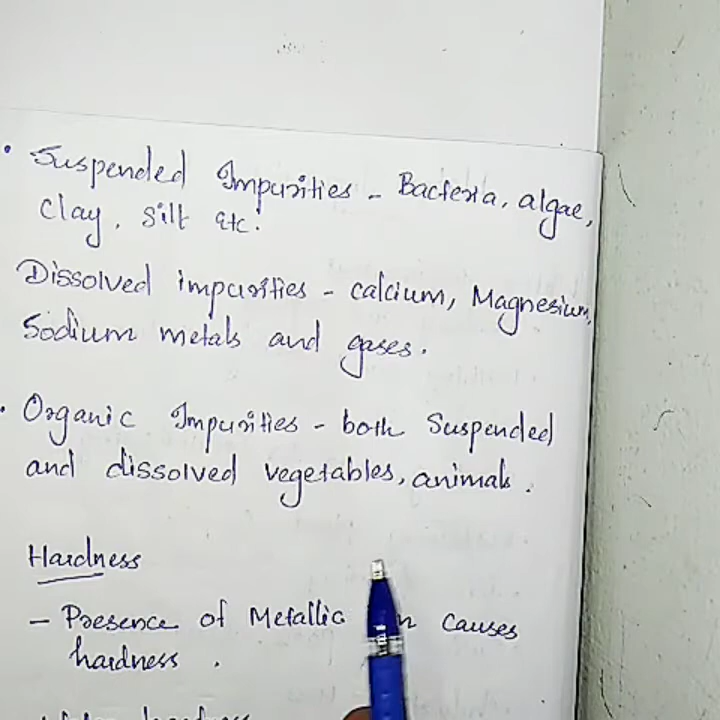 • Suspended Impurities - Bacteria, algae,
clay, silt etc.
Dissolved impurities - calcium, Magnesium,
Sodium metals and gases.
• Organic Impurities - both Suspended
and dissolved vegetables, animals.
Hardness
- Presence of Metallic causes
hardness.